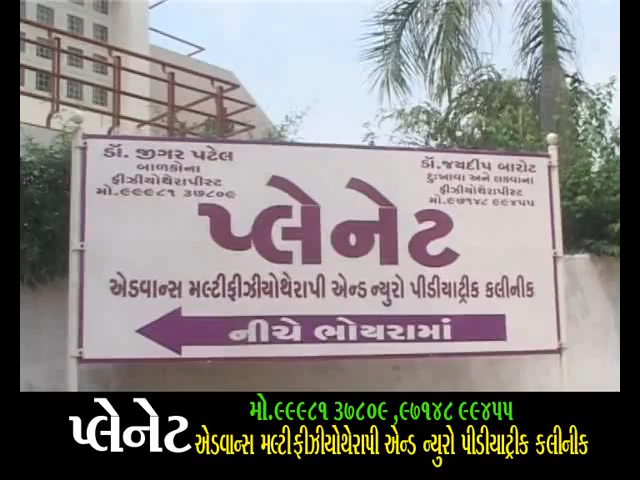 ડૉ. જીગર પટેલ
બાળકોના
ફીઝીયોથેરાપીસ્ટ
મો.૯૯૯૮૧ ૩૭૮૦૯
ડૉ.જયદીપ બારોટ
દુઃખાવા અને લકવાના
ફીઝીયોથેરાપીસ્ટ
મો.૯૭૧૪૮ ૯૯૪૫૫
પ્લેનેટ
એડવાન્સ મલ્ટીફીઝીયોથેરાપી એન્ડ ન્યુરો પીડીયાટ્રીક કલીનીક
નીચે ભોયરામાં
મો.૯૯૯૮૧ ૩૭૮૦૯ ,૯૭૧૪૮ ૯૯૪૫૫
પ્લેનેટ એડવાન્સ મલ્ટીફીઝીયોથેરાપી એન્ડ ન્યુરો પીડીયાટ્રીક કલીનીક